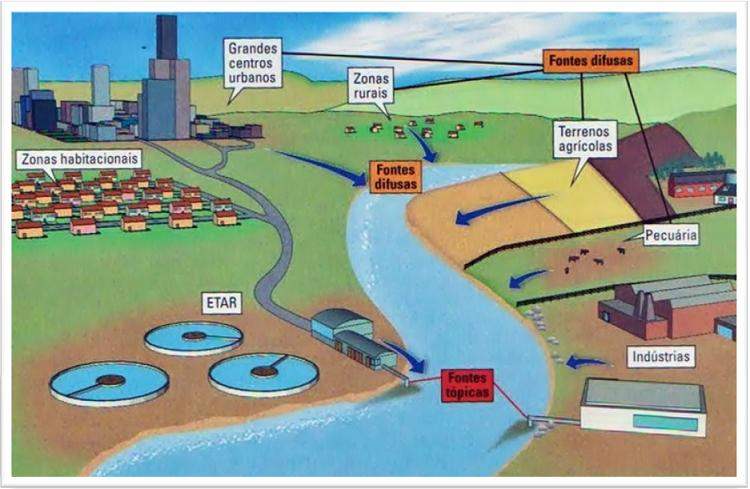 Grandes
centros
urbanos
Fontes difusas
Zonas
rurais
Terrenos
agrícolas
Zonas habitacionais
Fontes
difusas
Pecuária
ETAR
Indústrias
Fontes
tópicas